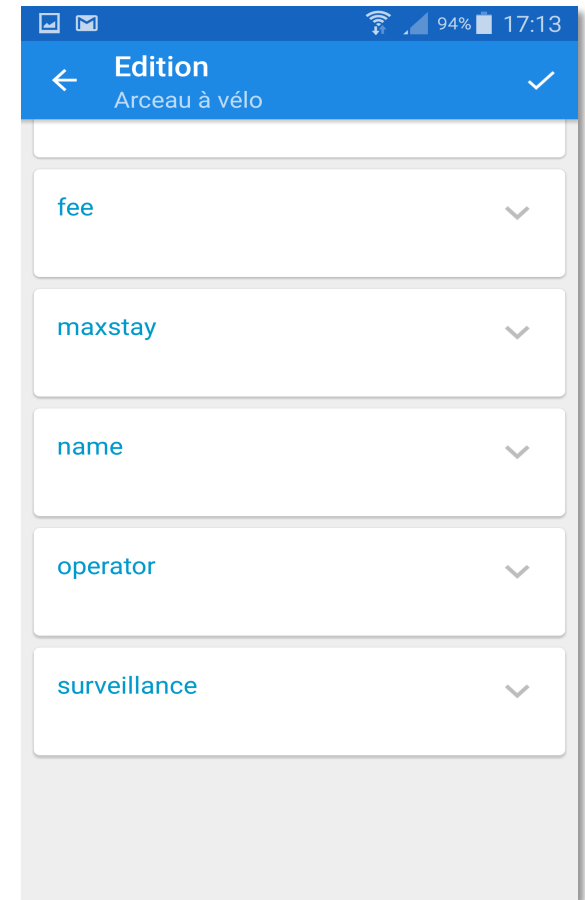 94% 17:13
Edition
Arceau à vélo
fee
maxstay
name
operator
surveillance